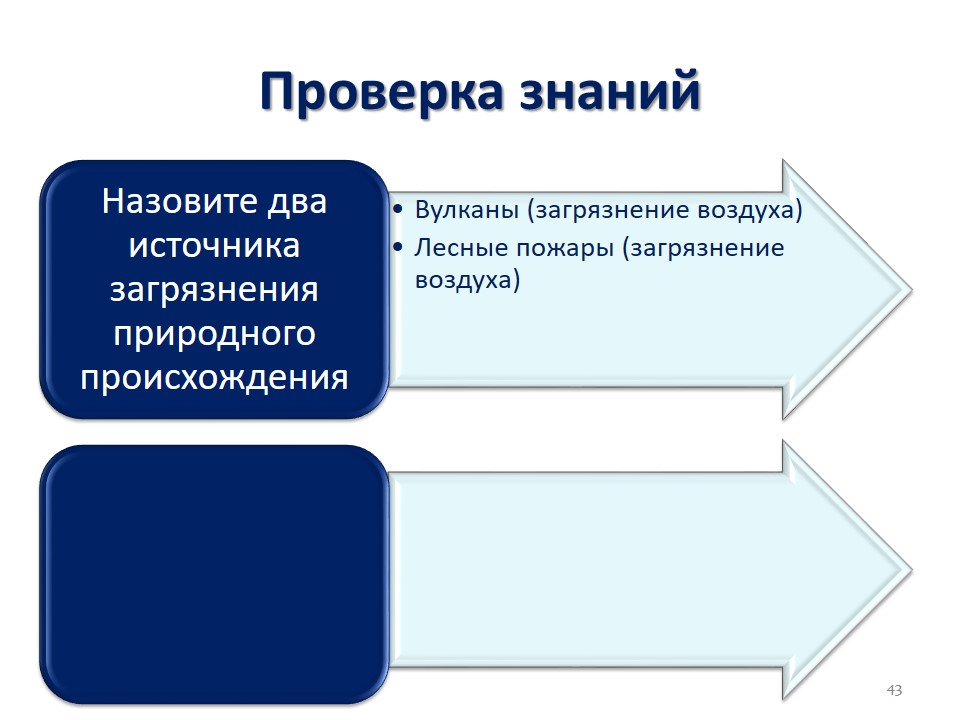 Проверка знаний
Назовите два
источника
загрязнения
природного
происхождения
• Вулканы (загрязнение воздуха)
• Лесные пожары (загрязнение
воздуха)
43